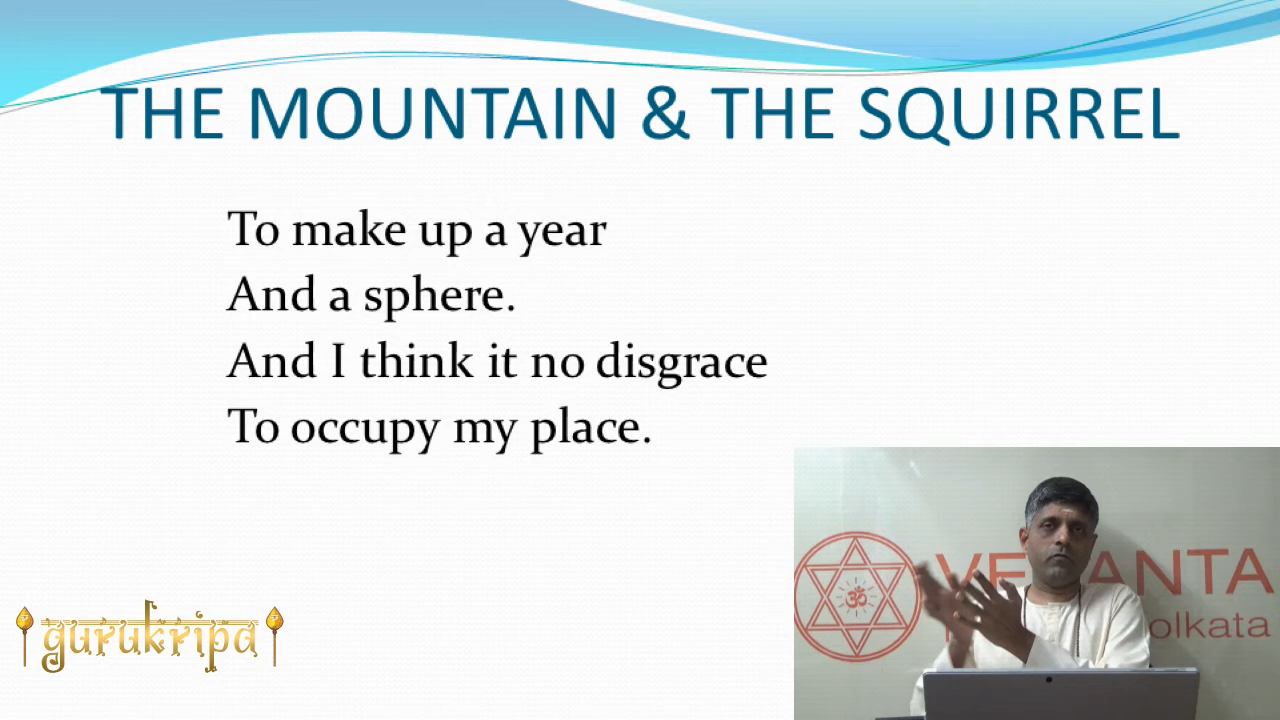 THE MOUNTAIN & THE SQUIRREL
To make up a year
And a sphere.
And I think it no disgrace
To occupy my place.
gurukripa
ॐ